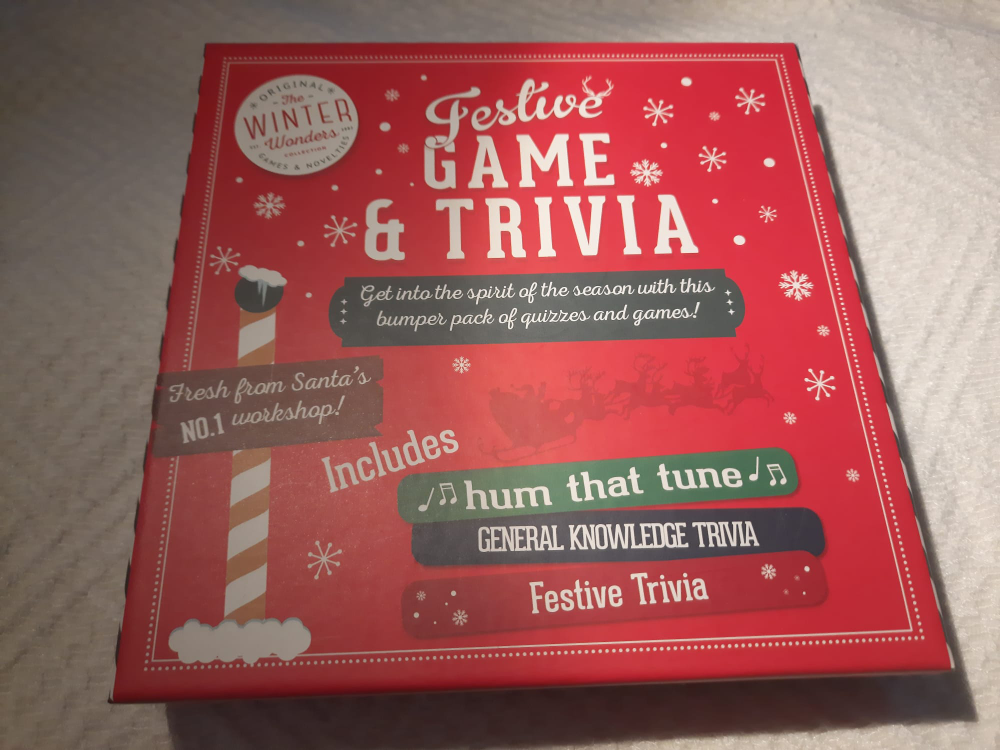 ORIGINAL
The
WINTER
Wonders
COLLECTION
GAMES & NOVELTIES
Festive
GAME
& TRIVIA
Get into the spirit of the season with this
bumper pack of quizzes and games!
Fresh from Santa's
NO.1 workshop!
Includes
hum that tune
GENERAL KNOWLEDGE TRIVIA
Festive Trivia